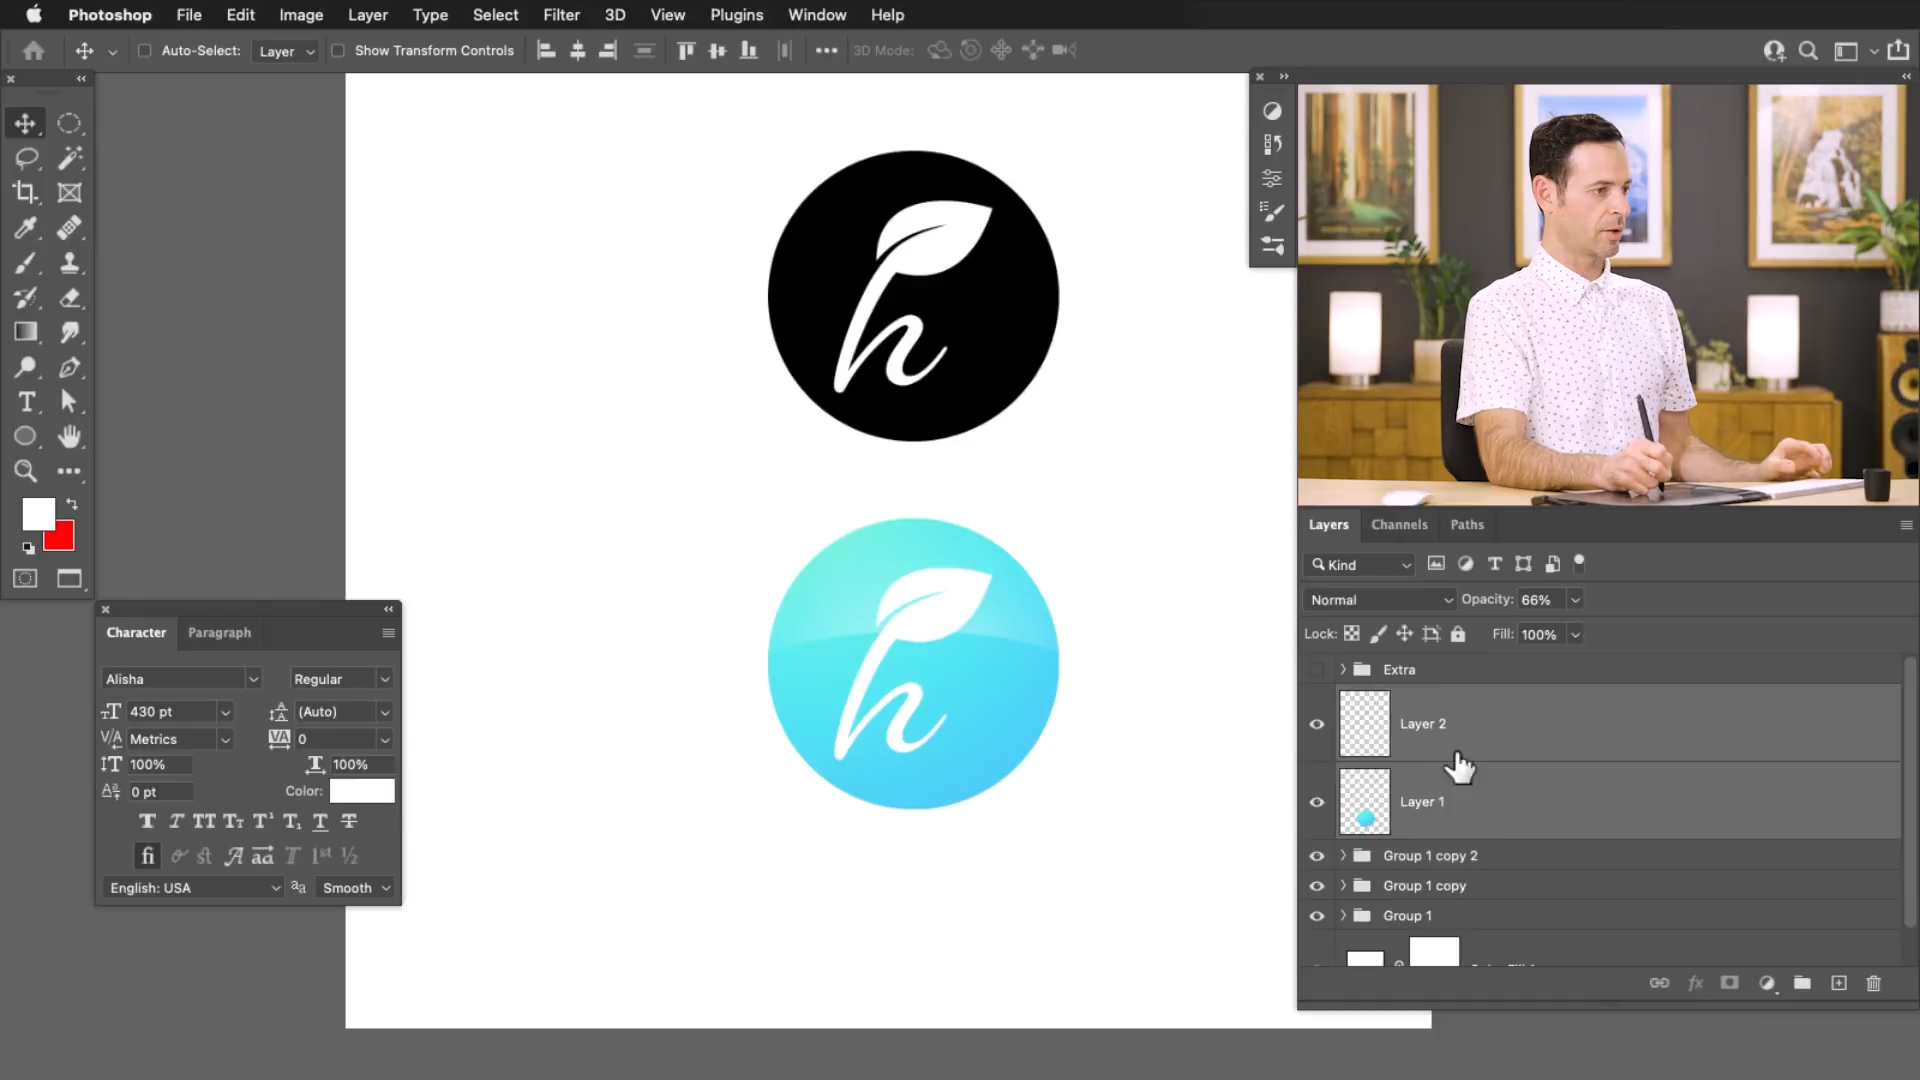 Photoshop File Edit Image Layer Type Select Filter 3D View Plugins Window Help
Auto-Select: Layer Show Transform Controls 3D Mode:
h
h
Character Paragraph
Alisha Regular
430 pt (Auto)
Metrics 0
100% 100%
0 pt Color:
English: USA Smooth
Layers Channels Paths
Kind
Normal Opacity: 66%
Lock: Fill: 100%
Extra
Layer 2
Layer 1
Group 1 copy 2
Group 1 copy
Group 1